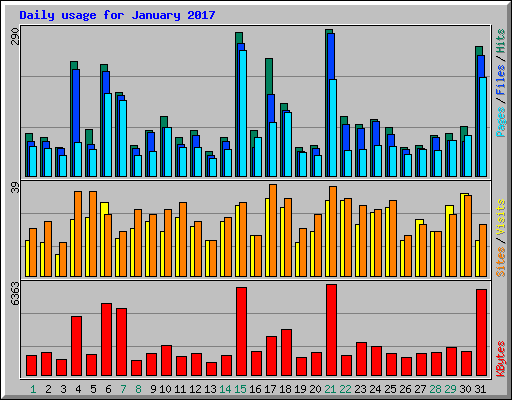 Daily usage for January 2017
290
Pages / Files / Hits
39
Sites / Visits
6363
KBytes
1 2 3 4 5 6 7 8 9 10 11 12 13 14 15 16 17 18 19 20 21 22 23 24 25 26 27 28 29 30 31